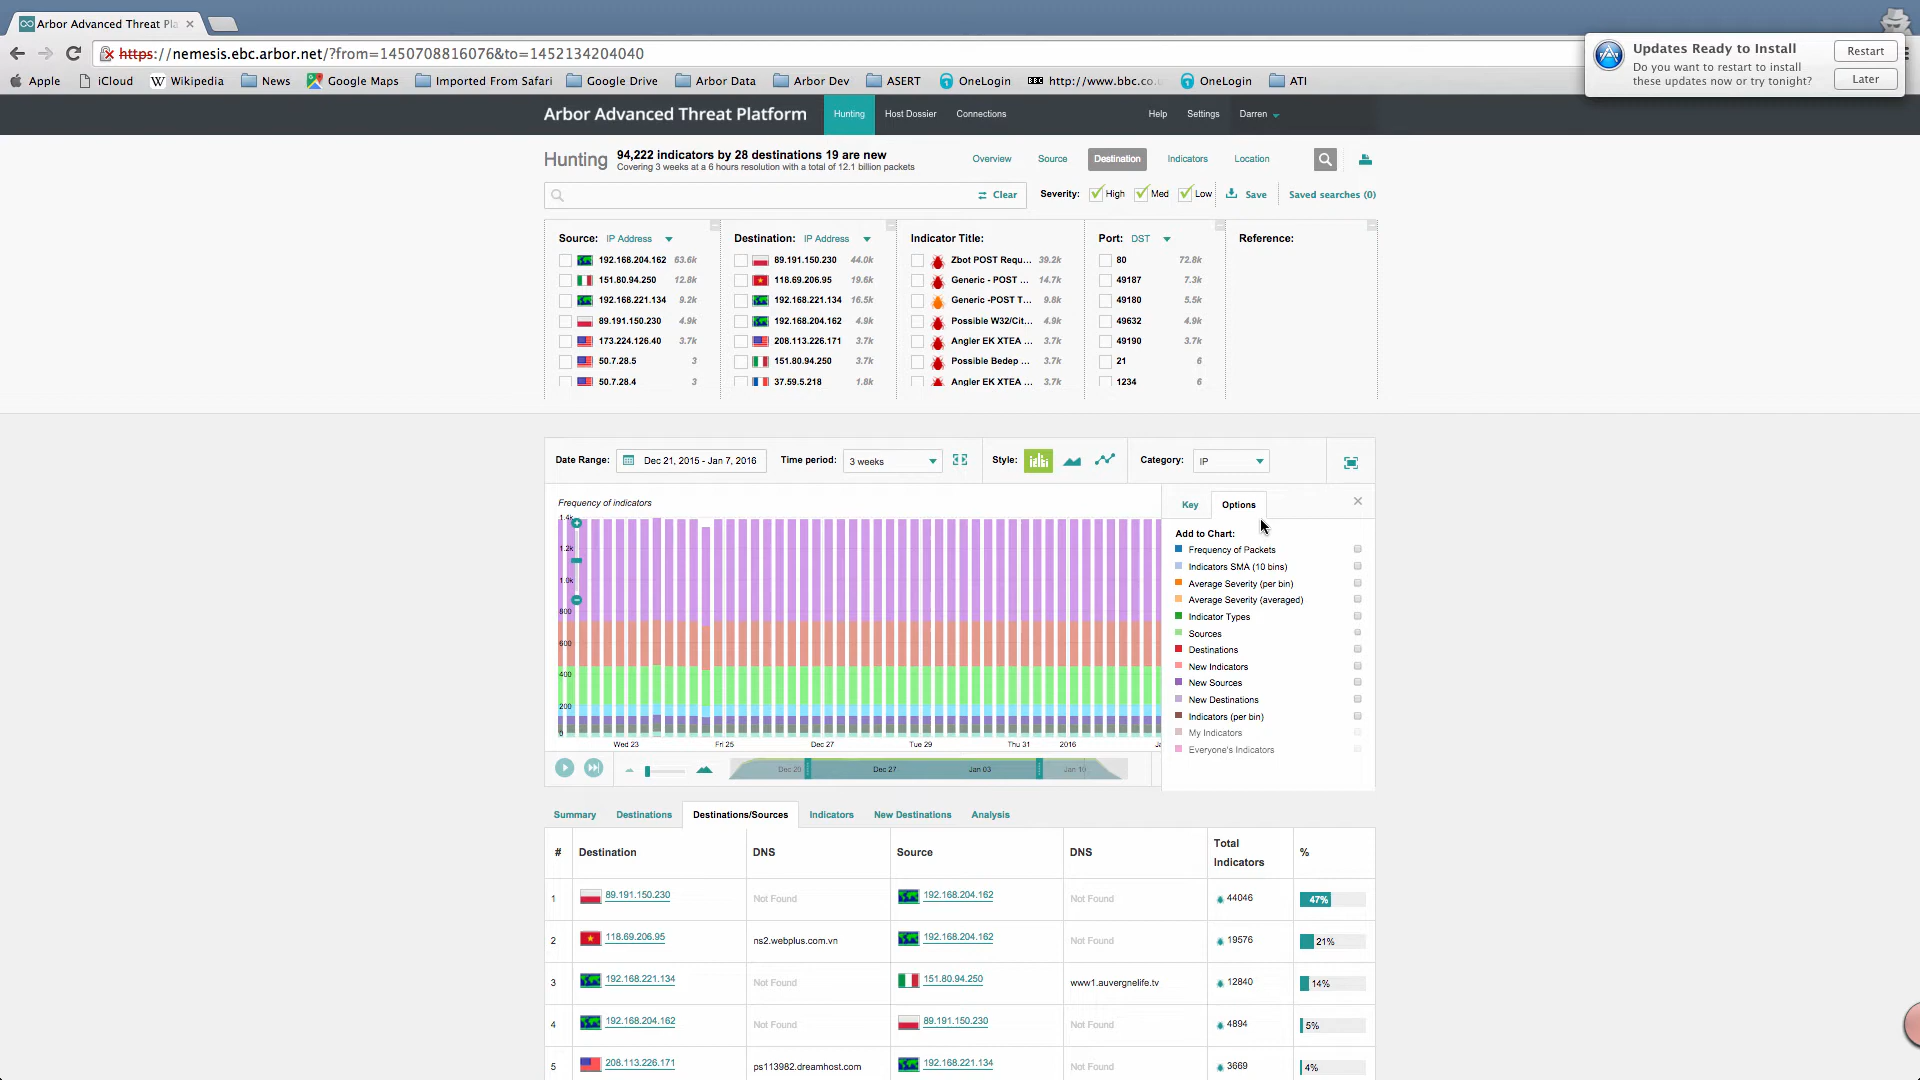 Arbor Advanced Threat Pla
https://nemesis.ebc.arbor.net/?from=1450708816076&to=1452134204040
Apple iCloud Wikipedia News Google Maps Imported From Safari Google Drive Arbor Data Arbor Dev ASERT OneLogin BBC http://www.bbc.co.u OneLogin ATI
Updates Ready to Install
Do you want to restart to install
these updates now or try tonight?
Restart
Later
Arbor Advanced Threat Platform Hunting Host Dossier Connections Help Settings Darren
Hunting 94,222 indicators by 28 destinations 19 are new
Covering 3 weeks at a 6 hours resolution with a total of 12.1 billion packets
Overview Source Destination Indicators Location
Clear Severity: High Med Low Save Saved searches (0)
Source: IP Address Destination: IP Address Indicator Title: Port: DST Reference:
192.168.204.162 63.6k 89.191.150.230 44.0k Zbot POST Requ... 39.2k 80 72.8k
151.80.94.250 12.8k 118.69.206.95 19.6k Generic - POST ... 14.7k 49187 7.3k
192.168.221.134 9.2k 192.168.221.134 16.5k Generic -POST T... 9.8k 49180 5.5k
89.191.150.230 4.9k 192.168.204.162 4.9k Possible W32/Cit... 4.9k 49632 4.9k
173.224.126.40 3.7k 208.113.226.171 3.7k Angler EK XTEA ... 3.7k 49190 3.7k
50.7.28.5 3 151.80.94.250 3.7k Possible Bedep ... 3.7k 21 6
50.7.28.4 3 37.59.5.218 1.8k Angler EK XTEA ... 3.7k 1234 6
Date Range: Dec 21, 2015 - Jan 7, 2016 Time period: 3 weeks Style: Category: IP
Frequency of indicators
1.4k
1.2k
1.0k
800
600
400
200
0
Wed 23 Fri 25 Dec 27 Tue 29 Thu 31 2016
Dec 20 Dec 27 Jan 03 Jan 10
Key Options
Add to Chart:
Frequency of Packets
Indicators SMA (10 bins)
Average Severity (per bin)
Average Severity (averaged)
Indicator Types
Sources
Destinations
New Indicators
New Sources
New Destinations
Indicators (per bin)
My Indicators
Everyone's Indicators
Summary Destinations Destinations/Sources Indicators New Destinations Analysis
# Destination DNS Source DNS Total Indicators %
1 89.191.150.230 Not Found 192.168.204.162 Not Found 44046 47%
2 118.69.206.95 ns2.webplus.com.vn 192.168.204.162 Not Found 19576 21%
3 192.168.221.134 Not Found 151.80.94.250 www1.auvergnelife.tv 12840 14%
4 192.168.204.162 Not Found 89.191.150.230 Not Found 4894 5%
5 208.113.226.171 ps113982.dreamhost.com 192.168.221.134 Not Found 3669 4%